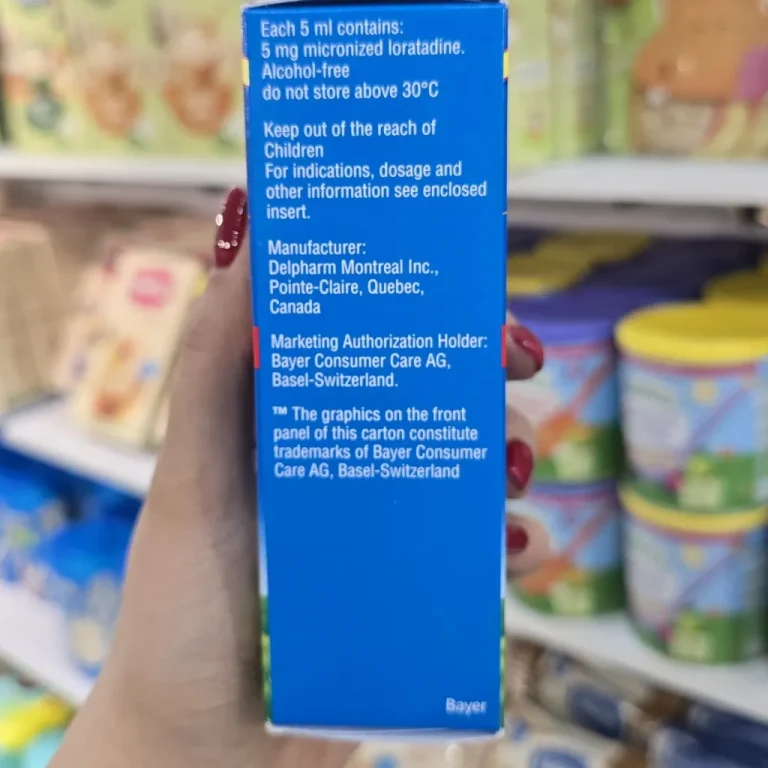 Each 5 ml contains:
5 mg micronized loratadine.
Alcohol-free
do not store above 30°C
Keep out of the reach of
Children
For indications, dosage and
other information see enclosed
insert.
Manufacturer:
Delpharm Montreal Inc.,
Pointe-Claire, Quebec,
Canada
Marketing Authorization Holder:
Bayer Consumer Care AG,
Basel-Switzerland.
™ The graphics on the front
panel of this carton constitute
trademarks of Bayer Consumer
Care AG, Basel-Switzerland
Bayer